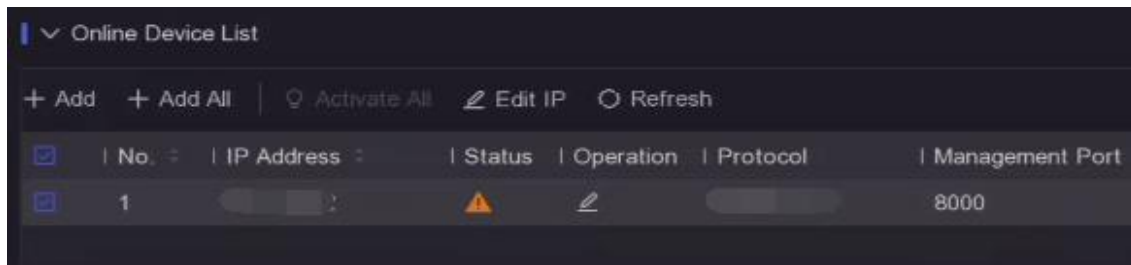 Online Device List
+ Add + Add All Activate All Edit IP Refresh
No. IP Address Status Operation Protocol Management Port
1 8000